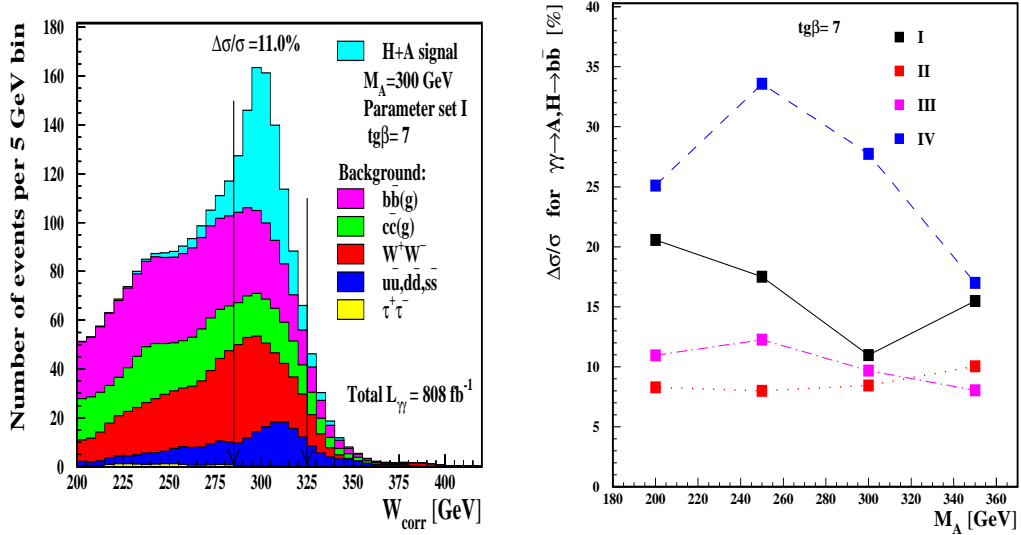 Number of events per 5 GeV bin
180
160
140
120
100
80
60
40
20
0
Δσ/σ =11.0%
H+A signal
M_A=300 GeV
Parameter set I
tgβ= 7
Background:
bb̄(g)
cc̄(g)
W⁺W⁻
uū,dd̄,ss̄
τ⁺τ⁻
Total L_γγ = 808 fb⁻¹
200 225 250 275 300 325 350 375 400
W_corr [GeV]
Δσ/σ for γγ→A,H→bb̄ [%]
40
35
30
25
20
15
10
5
0
tgβ= 7
I
II
III
IV
180 200 220 240 260 280 300 320 340 360
M_A [GeV]